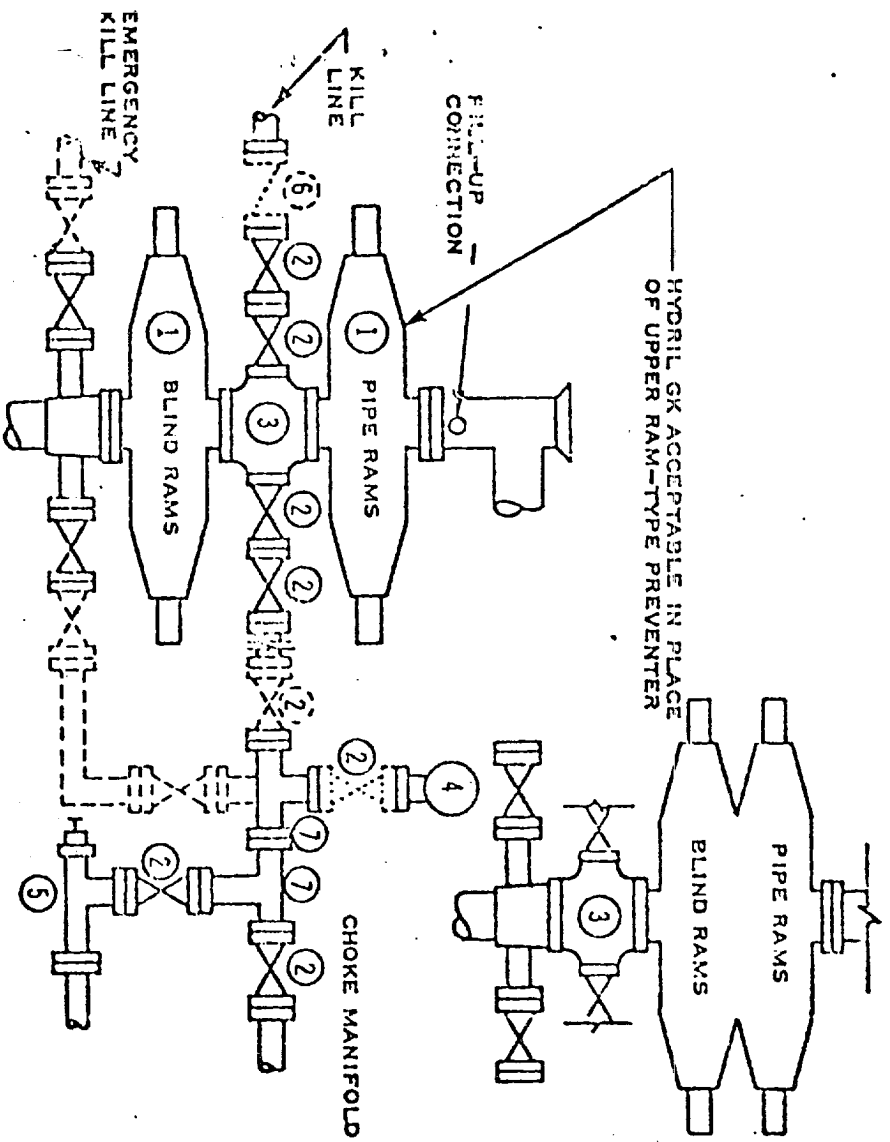 HYDRIL GK ACCEPTABLE IN PLACE
OF UPPER RAM-TYPE PREVENTER
FILL-UP
CONNECTION
KILL
LINE
EMERGENCY
KILL LINE
1
PIPE RAMS
1
BLIND RAMS
6
2
2
3
2
2
2
2
4
7
7
2
2
5
CHOKE MANIFOLD
PIPE RAMS
BLIND RAMS
3